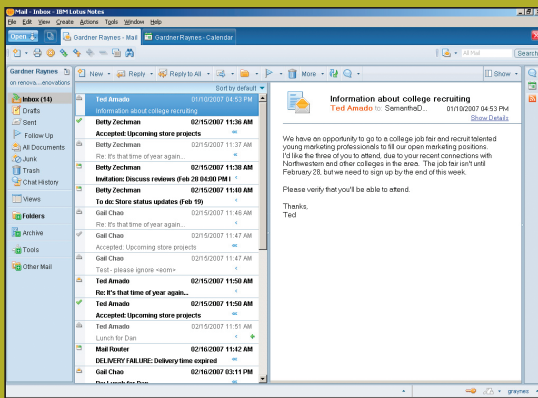 Mail - Inbox - IBM Lotus Notes
File Edit View Create Actions Tools Window Help
Open Gardner Raynes - Mail Gardner Raynes - Calendar
All Mail Search
Gardner Raynes
on renova...enovations
New Reply Reply to All More Show
Sort by default
Inbox (14)
Drafts
Sent
Follow Up
All Documents
Junk
Trash
Chat History
Views
Folders
Archive
Tools
Other Mail
Ted Amado 01/10/2007 04:53 PM
Information about college recruiting
Betty Zechman 02/15/2007 11:36 AM
Accepted: Upcoming store projects
Betty Zechman 02/15/2007 11:37 AM
Re: It's that time of year again...
Betty Zechman 02/15/2007 11:38 AM
Invitation: Discuss reviews (Feb 28 04:00 PM
Betty Zechman 02/15/2007 11:40 AM
To do: Store status updates (Feb 19)
Gail Chao 02/15/2007 11:46 AM
Re: It's that time of year again...
Gail Chao 02/15/2007 11:47 AM
Accepted: Upcoming store projects
Gail Chao 02/15/2007 11:47 AM
Test - please ignore <eom>
Ted Amado 02/15/2007 11:50 AM
Re: It's that time of year again...
Ted Amado 02/15/2007 11:50 AM
Accepted: Upcoming store projects
Ted Amado 02/15/2007 11:51 AM
Lunch for Dan
Mail Router 02/16/2007 11:42 AM
DELIVERY FAILURE: Delivery time expired
Gail Chao 02/16/2007 03:11 PM
Re: Lunch for Dan
Information about college recruiting
Ted Amado to: SamanthaD... 01/10/2007 04:53 PM
Show Details
We have an opportunity to go to a college job fair and recruit talented
young marketing professionals to fill our open marketing positions.
I'd like the three of you to attend, due to your recent connections with
Northwestern and other colleges in the area. The job fair isn't until
February 28, but we need to sign up by the end of this week.
Please verify that you'll be able to attend.
Thanks,
Ted
graynes